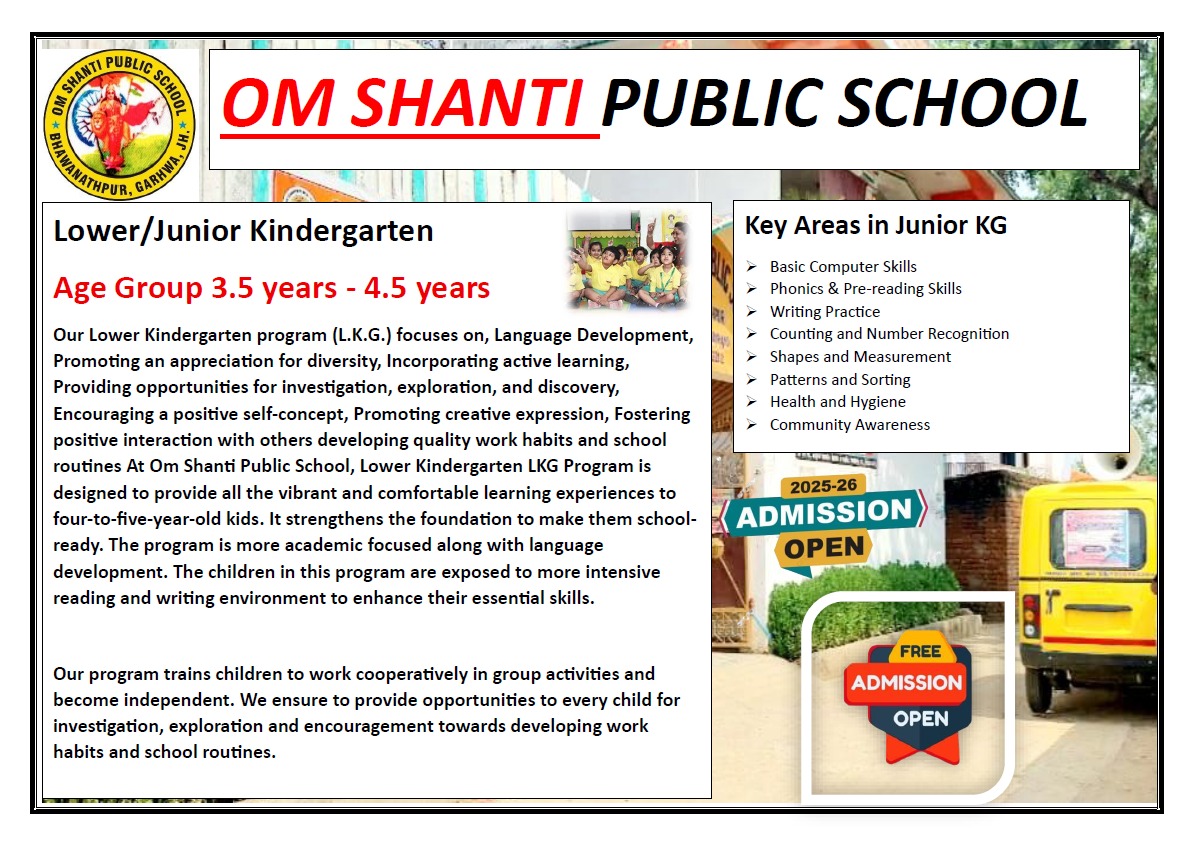 OM SHANTI PUBLIC SCHOOL
BHAWANATHPUR, GARHWA, JH.
OM SHANTI PUBLIC SCHOOL
Lower/Junior Kindergarten
Age Group 3.5 years - 4.5 years
Our Lower Kindergarten program (L.K.G.) focuses on, Language Development,
Promoting an appreciation for diversity, Incorporating active learning,
Providing opportunities for investigation, exploration, and discovery,
Encouraging a positive self-concept, Promoting creative expression, Fostering
positive interaction with others developing quality work habits and school
routines At Om Shanti Public School, Lower Kindergarten LKG Program is
designed to provide all the vibrant and comfortable learning experiences to
four-to-five-year-old kids. It strengthens the foundation to make them school-
ready. The program is more academic focused along with language
development. The children in this program are exposed to more intensive
reading and writing environment to enhance their essential skills.
Our program trains children to work cooperatively in group activities and
become independent. We ensure to provide opportunities to every child for
investigation, exploration and encouragement towards developing work
habits and school routines.
Key Areas in Junior KG
➢ Basic Computer Skills
➢ Phonics & Pre-reading Skills
➢ Writing Practice
➢ Counting and Number Recognition
➢ Shapes and Measurement
➢ Patterns and Sorting
➢ Health and Hygiene
➢ Community Awareness
2025-26
ADMISSION
OPEN
FREE
ADMISSION
OPEN